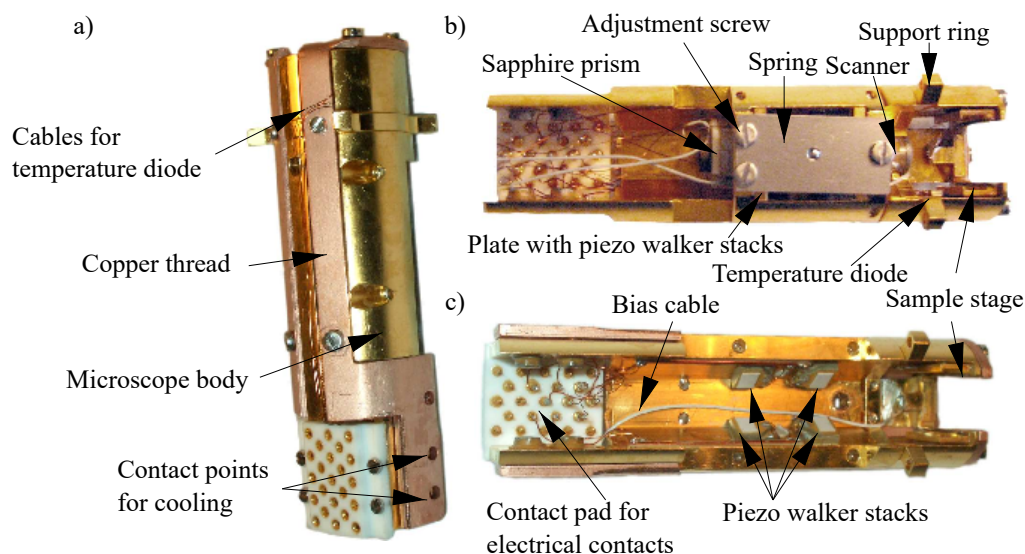 a)
Cables for
temperature diode
Copper thread
Microscope body
Contact points
for cooling
b)
Adjustment screw
Support ring
Sapphire prism
Spring
Scanner
Plate with piezo walker stacks
Temperature diode
Sample stage
c)
Bias cable
Contact pad for
electrical contacts
Piezo walker stacks